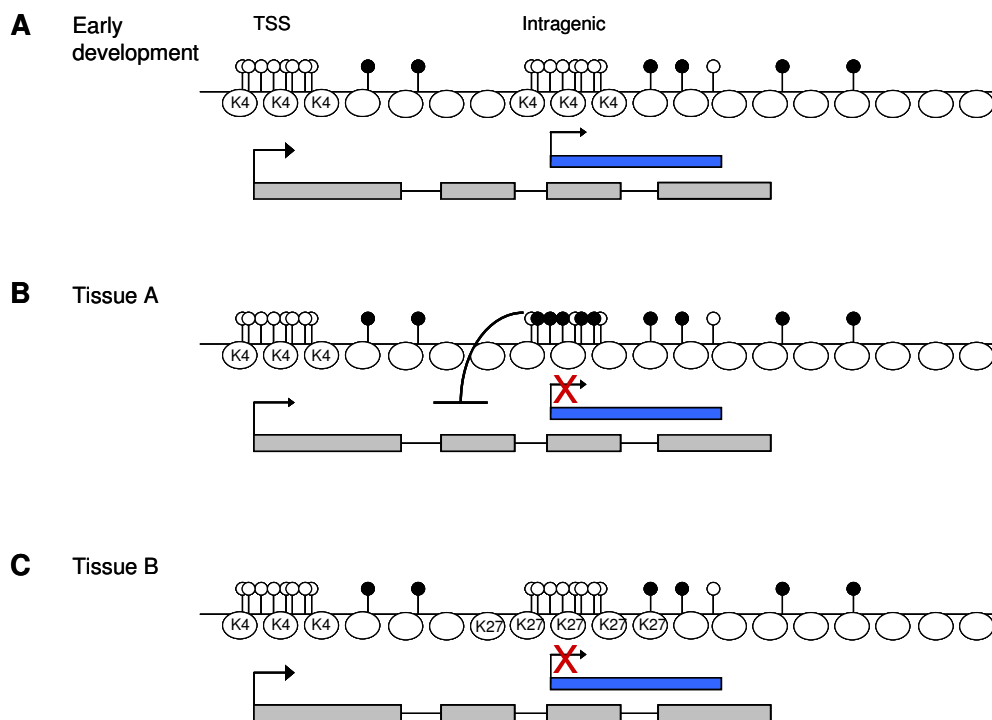 A
Early
development
TSS
Intragenic
K4 K4 K4 K4 K4 K4
B
Tissue A
K4 K4 K4
X
C
Tissue B
K4 K4 K4 K27 K27 K27 K27 K27
X